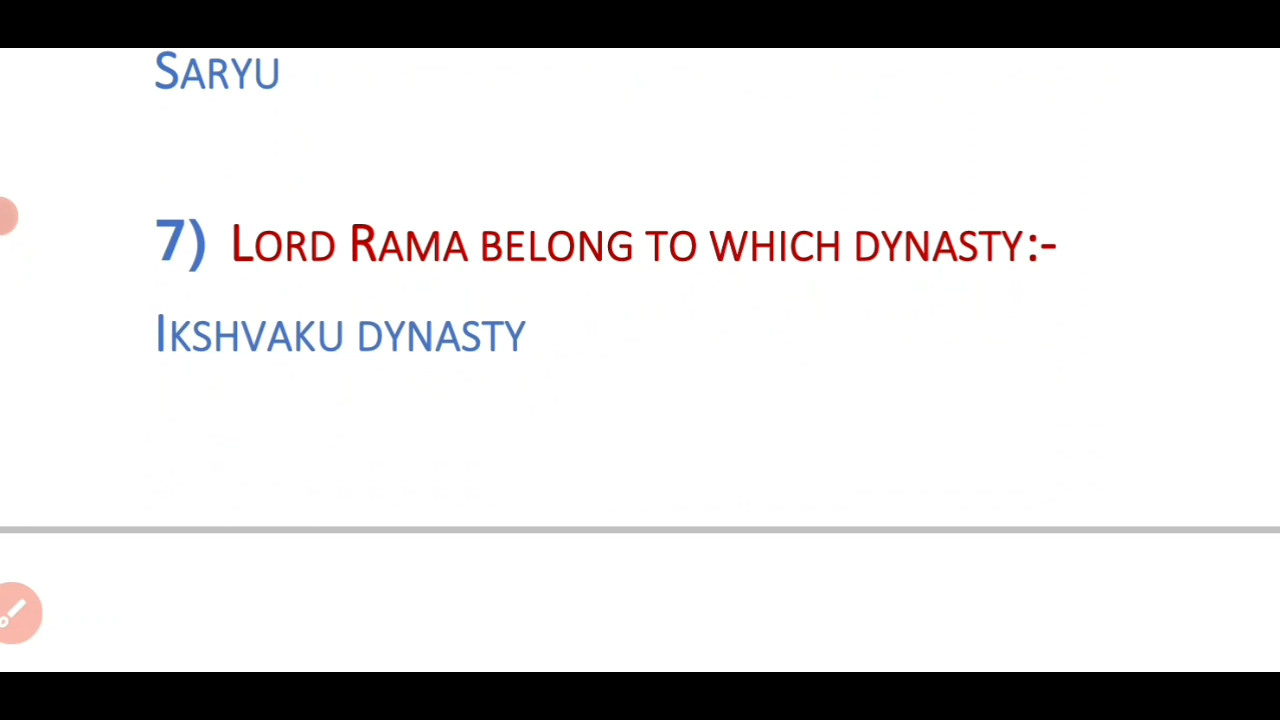 SARYU
7) LORD RAMA BELONG TO WHICH DYNASTY:-
IKSHVAKU DYNASTY